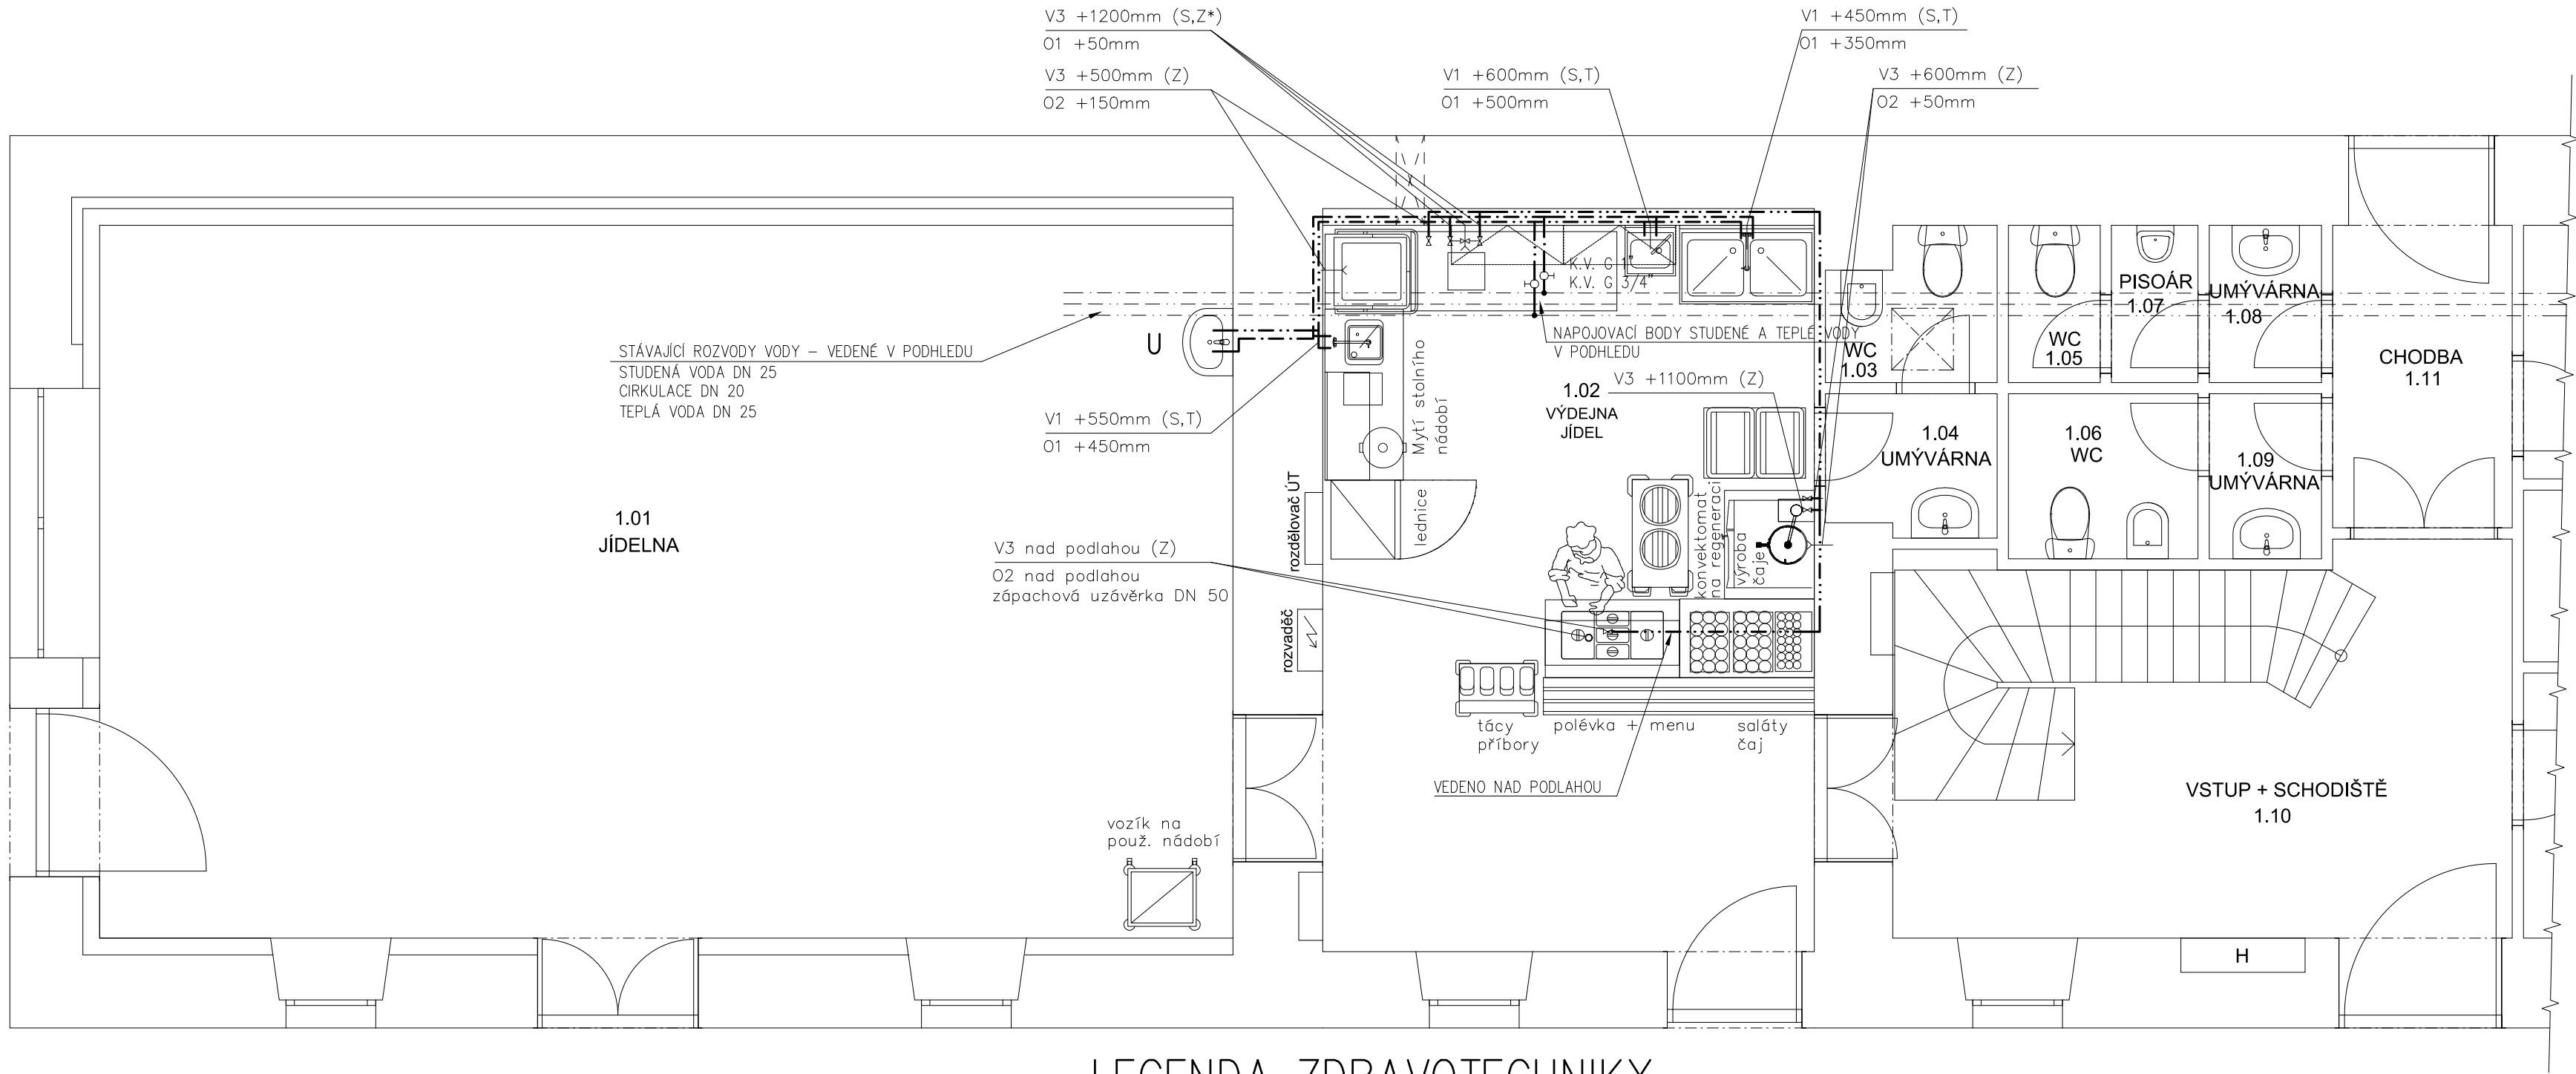 V3 +1200mm (S,Z*)
O1 +50mm
V3 +500mm (Z)
O2 +150mm
V1 +600mm (S,T)
O1 +500mm
V1 +450mm (S,T)
O1 +350mm
V3 +600mm (Z)
O2 +50mm
K.V. G 1"
K.V. G 3/4"
NAPOJOVACÍ BODY STUDENÉ A TEPLÉ VODY
V PODHLEDU
STÁVAJÍCÍ ROZVODY VODY – VEDENÉ V PODHLEDU
STUDENÁ VODA DN 25
CIRKULACE DN 20
TEPLÁ VODA DN 25
U
V1 +550mm (S,T)
O1 +450mm
Mytí stolního
nádobí
1.02
VÝDEJNA
JÍDEL
V3 +1100mm (Z)
WC
1.03
WC
1.05
PISOÁR
1.07
UMÝVÁRNA
1.08
CHODBA
1.11
1.04
UMÝVÁRNA
1.06
WC
1.09
UMÝVÁRNA
1.01
JÍDELNA
rozdělovač ÚT
lednice
konvektomat
na regeneraci
výroba
čaje
V3 nad podlahou (Z)
O2 nad podlahou
zápachová uzávěrka DN 50
rozvaděč
tácy
příbory
polévka + menu
saláty
čaj
VEDENO NAD PODLAHOU
VSTUP + SCHODIŠTĚ
1.10
vozík na
použ. nádobí
H
LEGENDA ZDRAVOTECHNIKY